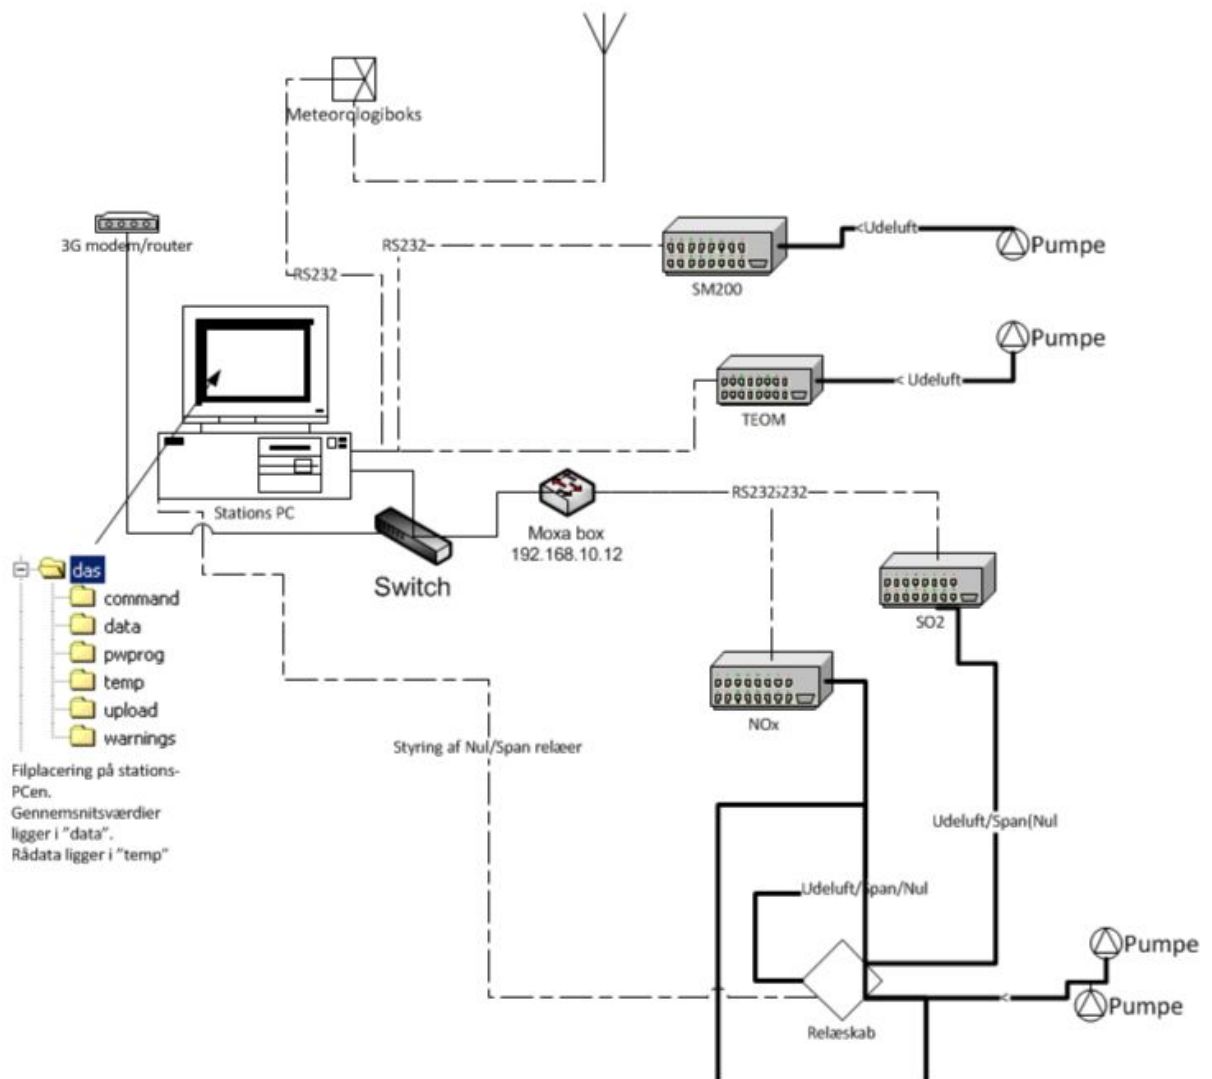 Meteorologiboks
3G modem/router
RS232
RS232
<Udeluft
Pumpe
SM200
Pumpe
< Udeluft
TEOM
Stations PC
Moxa box
192.168.10.12
RS232
232
Switch
SO2
NOx
das
command
data
pwprog
temp
upload
warnings
Filplacering på stations-
PCen.
Gennemsnitsværdier
ligger i "data".
Rådata ligger i "temp"
Styring af Nul/Span relæer
Udeluft/Span(Nul
Udeluft/Span/Nul
Pumpe
<
Pumpe
Relæskab